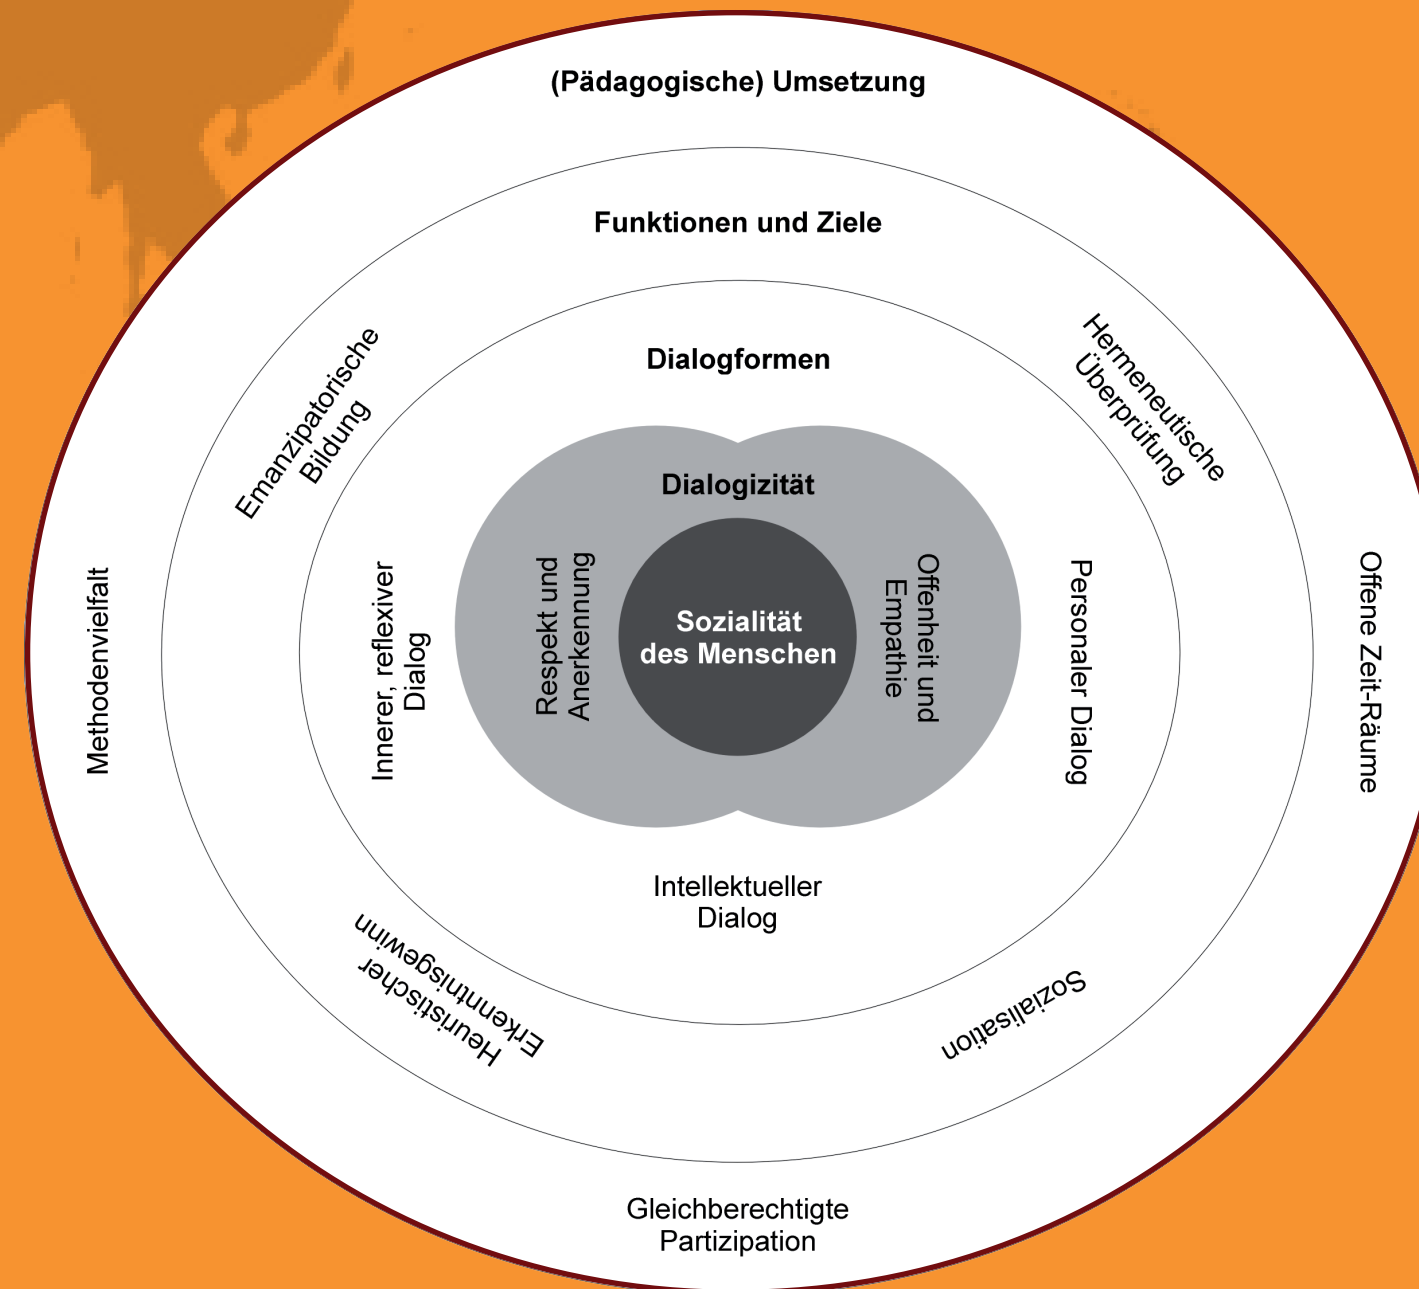 (Pädagogische) Umsetzung
Funktionen und Ziele
Dialogformen
Dialogizität
Sozialität
des Menschen
Respekt und
Anerkennung
Offenheit und
Empathie
Innerer, reflexiver
Dialog
Personaler Dialog
Intellektueller
Dialog
Emanzipatorische
Bildung
Hermeneutische
Überprüfung
Heuristischer
Erkenntnisgewinn
Sozialisation
Methodenvielfalt
Offene Zeit-Räume
Gleichberechtigte
Partizipation